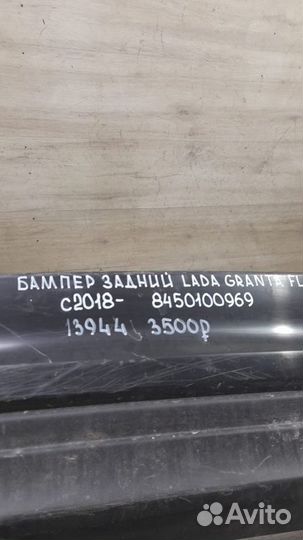 БАМПЕР ЗАДНИЙ LADA GRANTA FL
С2018- 8450100969
13944 3500₽
Avito